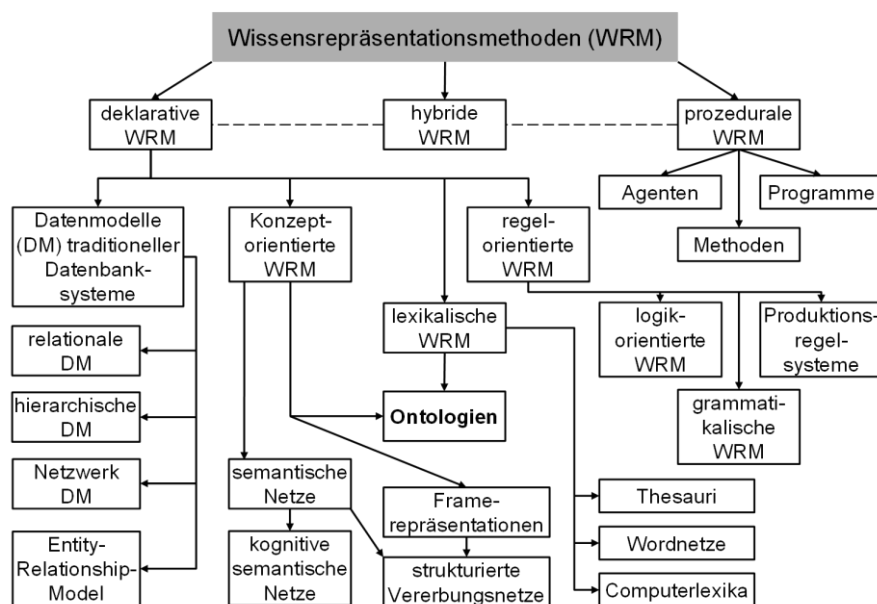 Wissensrepräsentationsmethoden (WRM)
deklarative
WRM
hybride
WRM
prozedurale
WRM
Agenten
Programme
Methoden
Datenmodelle
(DM) traditioneller
Datenbank-
systeme
Konzept-
orientierte
WRM
regel-
orientierte
WRM
lexikalische
WRM
logik-
orientierte
WRM
Produktions-
regel-
systeme
relationale
DM
hierarchische
DM
Ontologien
grammati-
kalische
WRM
Netzwerk
DM
semantische
Netze
Frame-
repräsentationen
Thesauri
Wordnetze
Entity-
Relationship-
Model
kognitive
semantische
Netze
strukturierte
Vererbungsnetze
Computerlexika